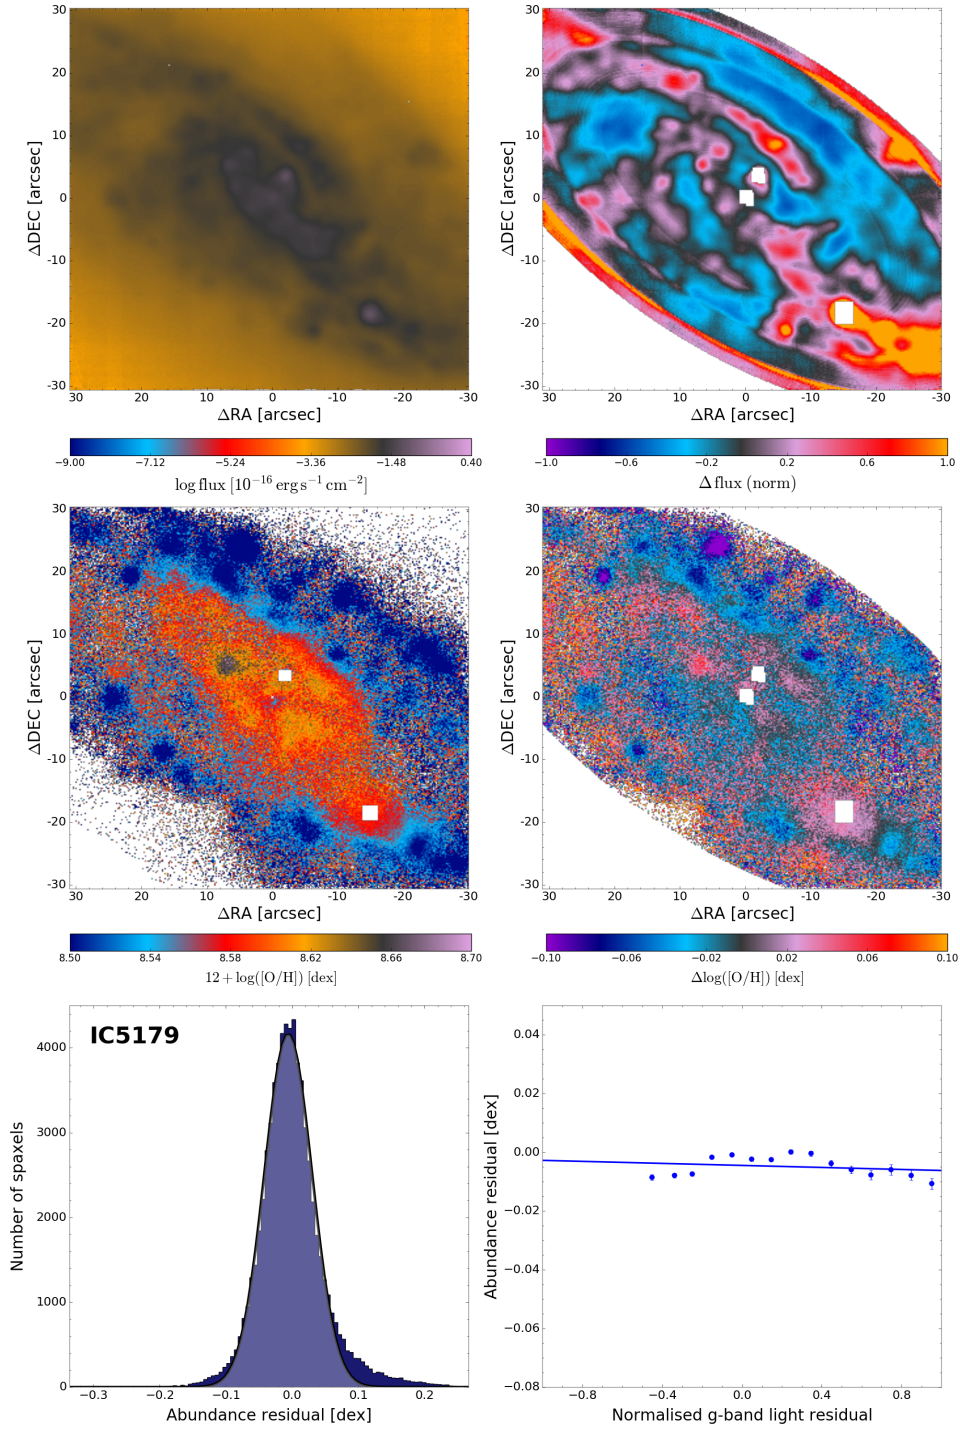 30
20
10
0
-10
-20
-30
ΔDEC [arcsec]
30 20 10 0 -10 -20 -30
ΔRA [arcsec]
−9.00 −7.12 −5.24 −3.36 −1.48 0.40
log flux [10⁻¹⁶ erg s⁻¹ cm⁻²]
30
20
10
0
-10
-20
-30
ΔDEC [arcsec]
30 20 10 0 -10 -20 -30
ΔRA [arcsec]
−1.0 −0.6 −0.2 0.2 0.6 1.0
Δ flux (norm)
30
20
10
0
-10
-20
-30
ΔDEC [arcsec]
30 20 10 0 -10 -20 -30
ΔRA [arcsec]
8.50 8.54 8.58 8.62 8.66 8.70
12 + log([O/H]) [dex]
30
20
10
0
-10
-20
-30
ΔDEC [arcsec]
30 20 10 0 -10 -20 -30
ΔRA [arcsec]
−0.10 −0.06 −0.02 0.02 0.06 0.10
Δlog([O/H]) [dex]
IC5179
4000
3000
2000
1000
0
Number of spaxels
−0.3 −0.2 −0.1 0.0 0.1 0.2
Abundance residual [dex]
0.04
0.02
0.00
−0.02
−0.04
−0.06
−0.08
Abundance residual [dex]
−0.8 −0.4 0.0 0.4 0.8
Normalised g-band light residual